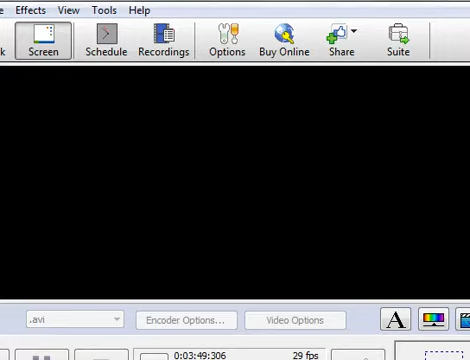 Effects View Tools Help
Screen Schedule Recordings Options Buy Online Share Suite
.avi Encoder Options... Video Options A
0:03:49:306 29 fps